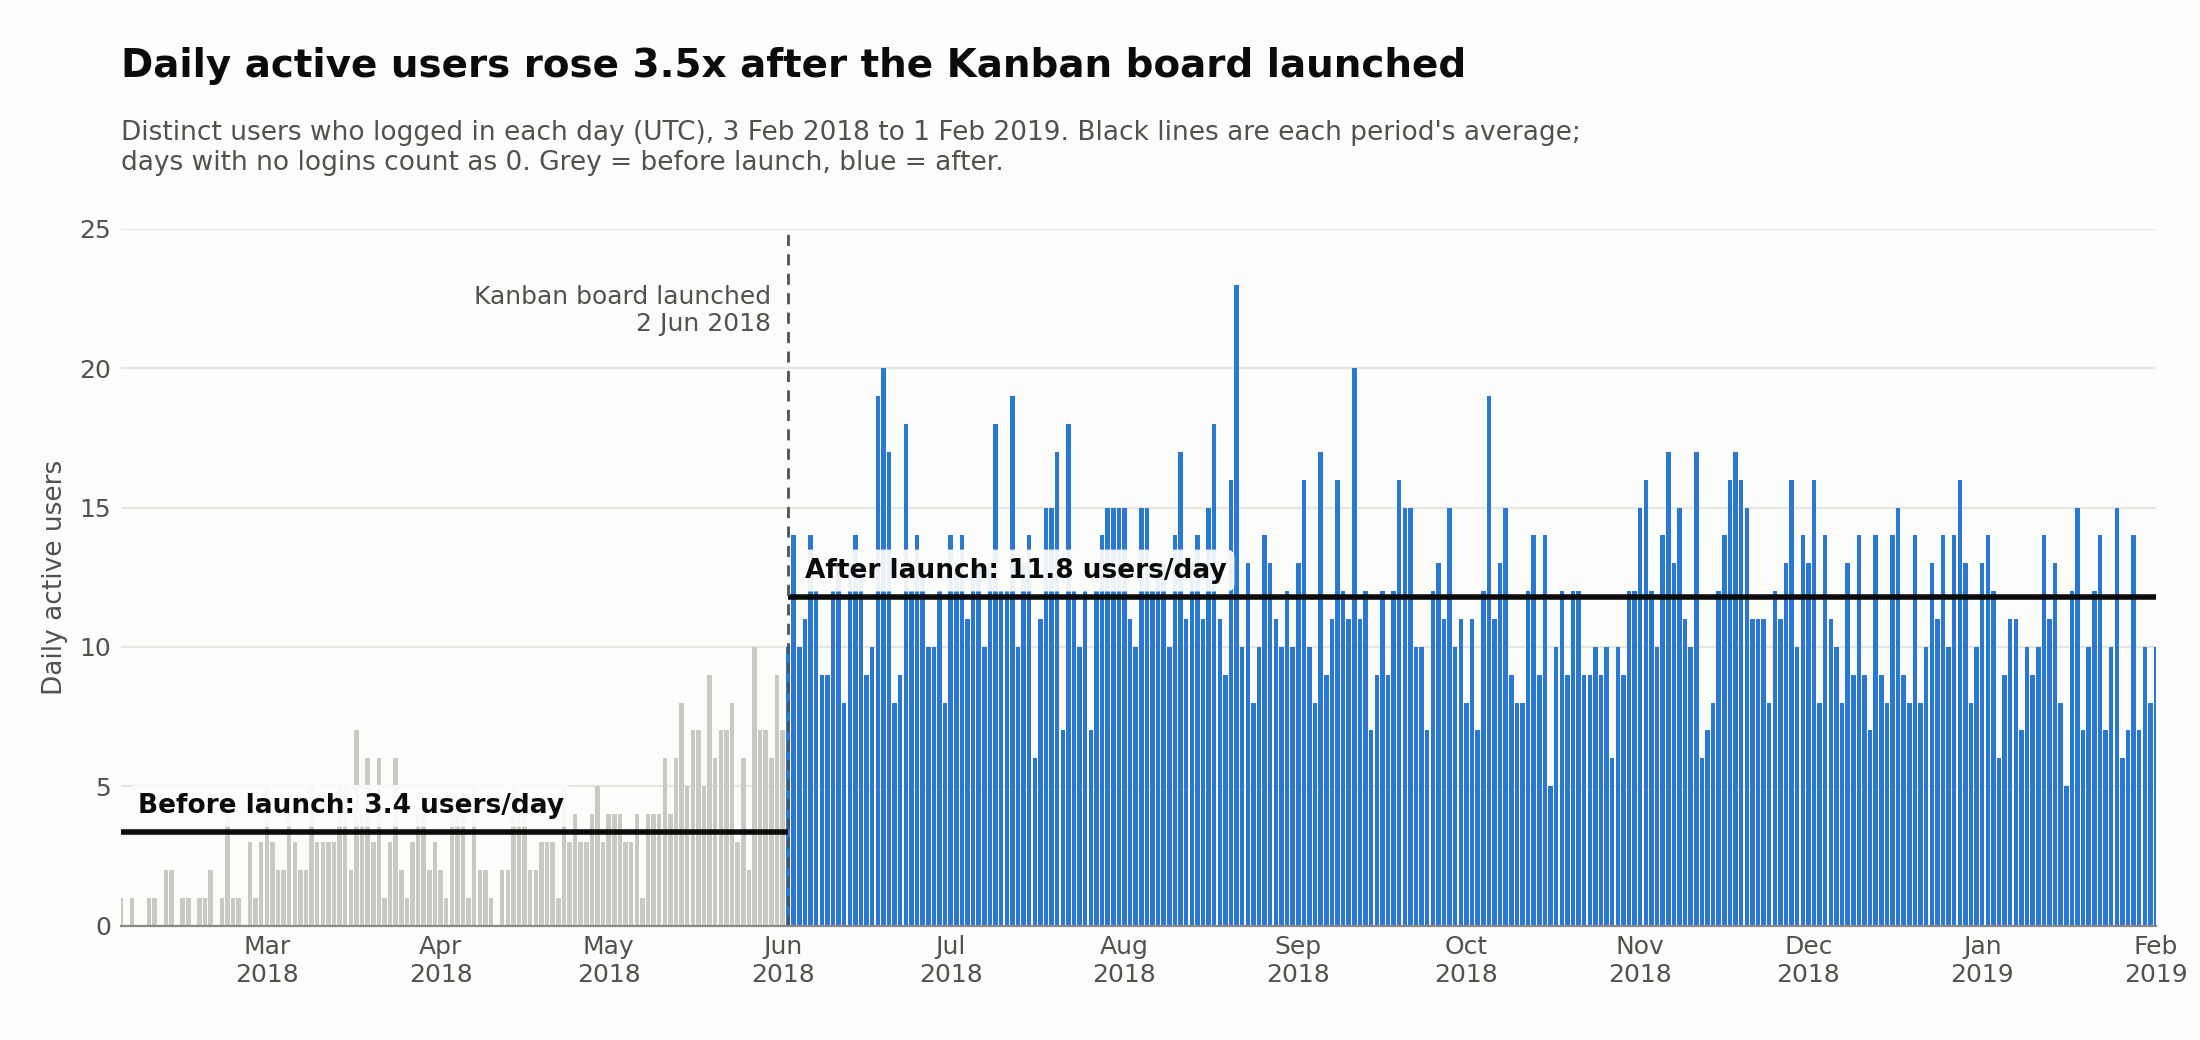 Daily active users rose 3.5x after the Kanban board launched
Distinct users who logged in each day (UTC), 3 Feb 2018 to 1 Feb 2019. Black lines are each period's average;
days with no logins count as 0. Grey = before launch, blue = after.
Daily active users
25
20
15
10
5
0
Kanban board launched
2 Jun 2018
After launch: 11.8 users/day
Before launch: 3.4 users/day
Mar 2018
Apr 2018
May 2018
Jun 2018
Jul 2018
Aug 2018
Sep 2018
Oct 2018
Nov 2018
Dec 2018
Jan 2019
Feb 2019